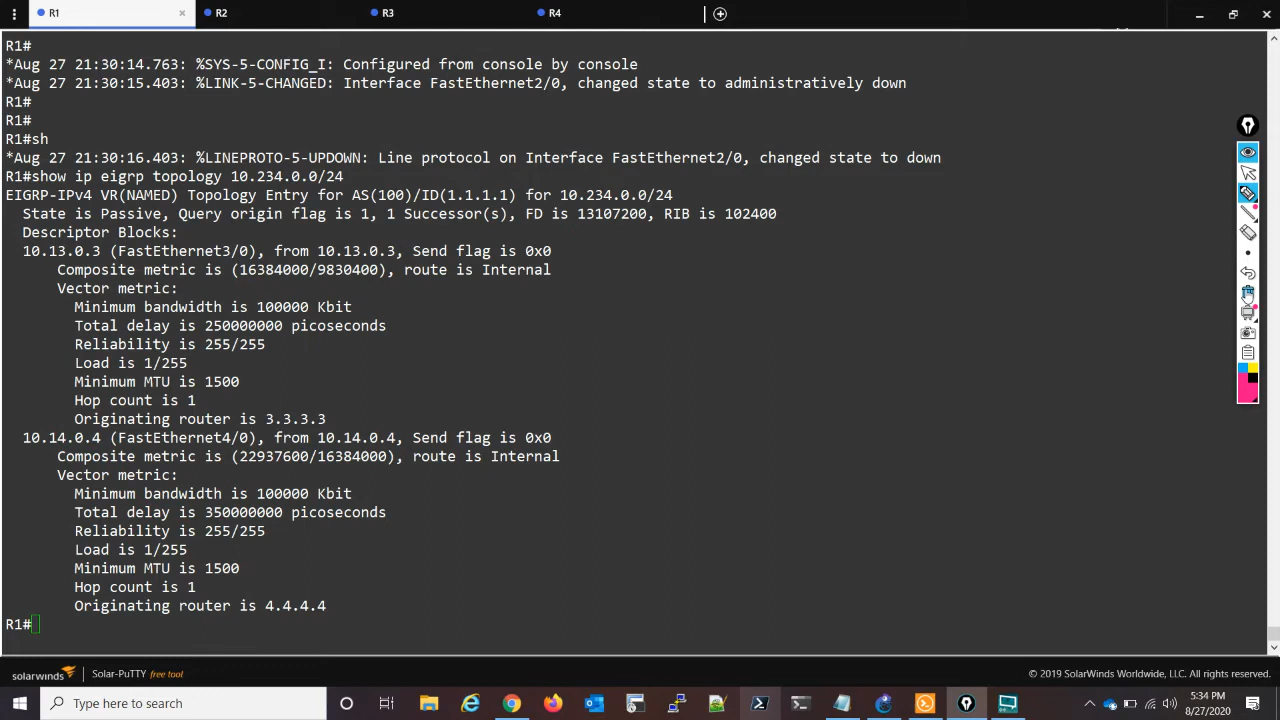 R1
R2
R3
R4
R1#
*Aug 27 21:30:14.763: %SYS-5-CONFIG_I: Configured from console by console
*Aug 27 21:30:15.403: %LINK-5-CHANGED: Interface FastEthernet2/0, changed state to administratively down
R1#
R1#
R1#sh
*Aug 27 21:30:16.403: %LINEPROTO-5-UPDOWN: Line protocol on Interface FastEthernet2/0, changed state to down
R1#show ip eigrp topology 10.234.0.0/24
EIGRP-IPv4 VR(NAMED) Topology Entry for AS(100)/ID(1.1.1.1) for 10.234.0.0/24
State is Passive, Query origin flag is 1, 1 Successor(s), FD is 13107200, RIB is 102400
Descriptor Blocks:
10.13.0.3 (FastEthernet3/0), from 10.13.0.3, Send flag is 0x0
Composite metric is (16384000/9830400), route is Internal
Vector metric:
Minimum bandwidth is 100000 Kbit
Total delay is 250000000 picoseconds
Reliability is 255/255
Load is 1/255
Minimum MTU is 1500
Hop count is 1
Originating router is 3.3.3.3
10.14.0.4 (FastEthernet4/0), from 10.14.0.4, Send flag is 0x0
Composite metric is (22937600/16384000), route is Internal
Vector metric:
Minimum bandwidth is 100000 Kbit
Total delay is 350000000 picoseconds
Reliability is 255/255
Load is 1/255
Minimum MTU is 1500
Hop count is 1
Originating router is 4.4.4.4
R1#
solarwinds Solar-PuTTY free tool
© 2019 SolarWinds Worldwide, LLC. All rights reserved.
Type here to search
5:34 PM
8/27/2020